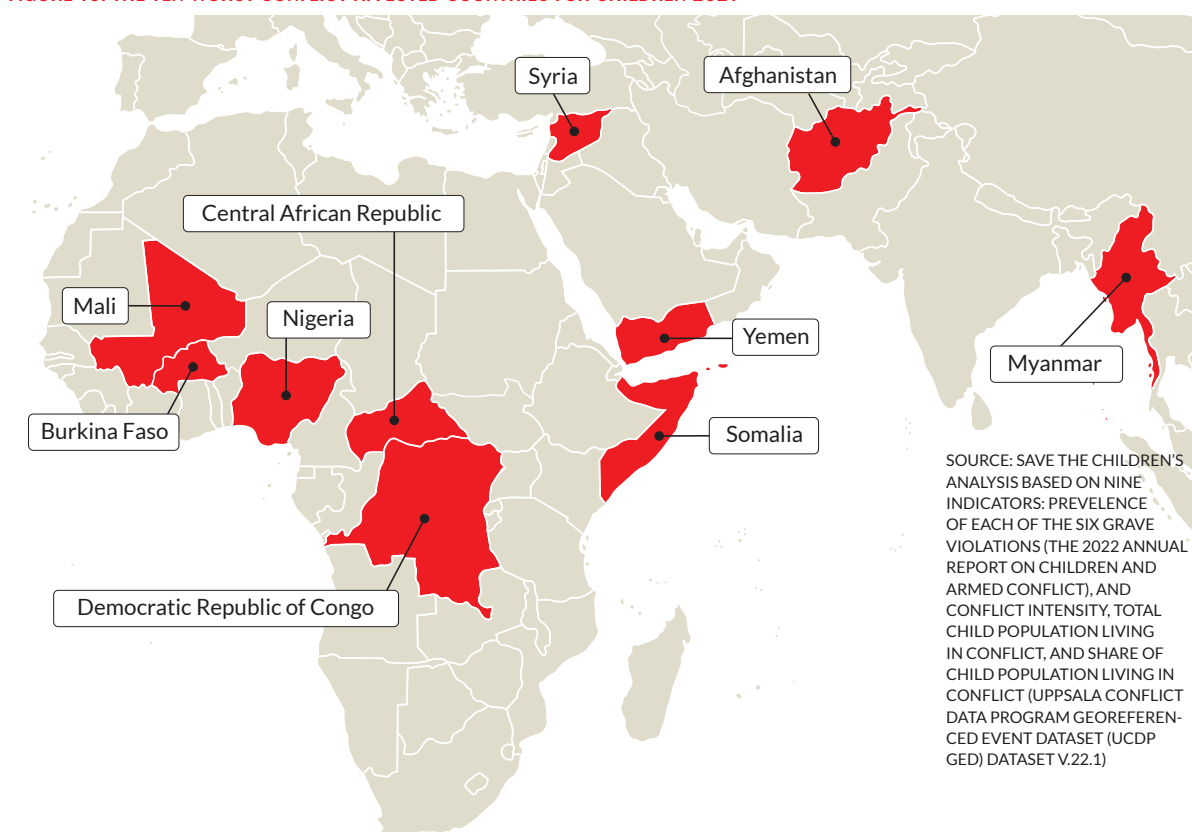 Syria
Afghanistan
Central African Republic
Mali
Nigeria
Yemen
Myanmar
Burkina Faso
Somalia
Democratic Republic of Congo
SOURCE: SAVE THE CHILDREN'S
ANALYSIS BASED ON NINE
INDICATORS: PREVELENCE
OF EACH OF THE SIX GRAVE
VIOLATIONS (THE 2022 ANNUAL
REPORT ON CHILDREN AND
ARMED CONFLICT), AND
CONFLICT INTENSITY, TOTAL
CHILD POPULATION LIVING
IN CONFLICT, AND SHARE OF
CHILD POPULATION LIVING IN
CONFLICT (UPPSALA CONFLICT
DATA PROGRAM GEOREFEREN-
CED EVENT DATASET (UCDP
GED) DATASET V.22.1)